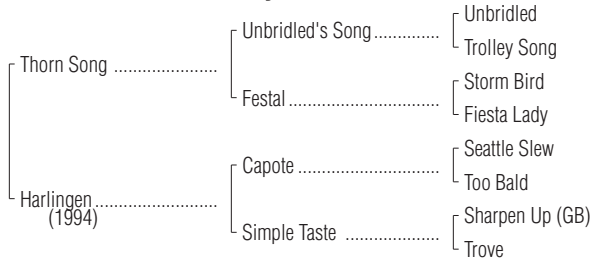 Unbridled
Unbridled's Song..............
Trolley Song
Thorn Song ......................
Storm Bird
Festal ................................
Fiesta Lady
Seattle Slew
Capote ..............................
Too Bald
Harlingen..........................
(1994)
Sharpen Up (GB)
Simple Taste ....................
Trove